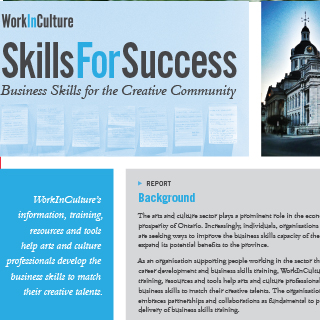 WorkInCulture
SkillsForSuccess
Business Skills for the Creative Community
WorkInCulture's
information, training,
resources and tools
help arts and culture
professionals develop the
business skills to match
their creative talents.
REPORT
Background
The arts and culture sector plays a prominent role in the econ
prosperity of Ontario. Increasingly, individuals, organisations
are seeking ways to improve the business skills capacity of the
expand its potential benefits to the province.
As an organisation supporting people working in the sector th
career development and business skills training, WorkInCultu
training, resources and tools help arts and culture professional
business skills to match their creative talents. The organisatio
embraces partnerships and collaborations as fundamental to p
delivery of business skills training.